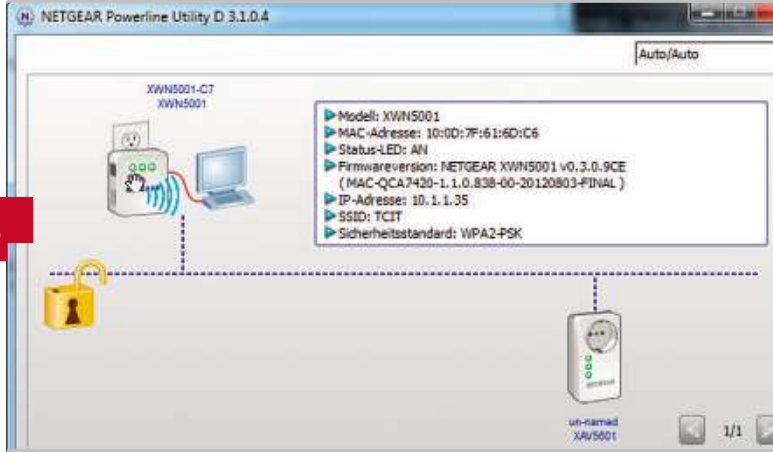 NETGEAR Powerline Utility D 3.1.0.4
Auto/Auto
XWN5001-C7
XWN5001
Modell: XWN5001
MAC-Adresse: 10:0D:7F:61:6D:C6
Status-LED: AN
Firmwareversion: NETGEAR XWN5001 v0.3.0.9CE
(MAC-QCA7420-1.1.0.838-00-20120803-FINAL )
IP-Adresse: 10.1.1.35
SSID: TCIT
Sicherheitsstandard: WPA2-PSK
NETGEAR
un-named
XAV5601
1/1